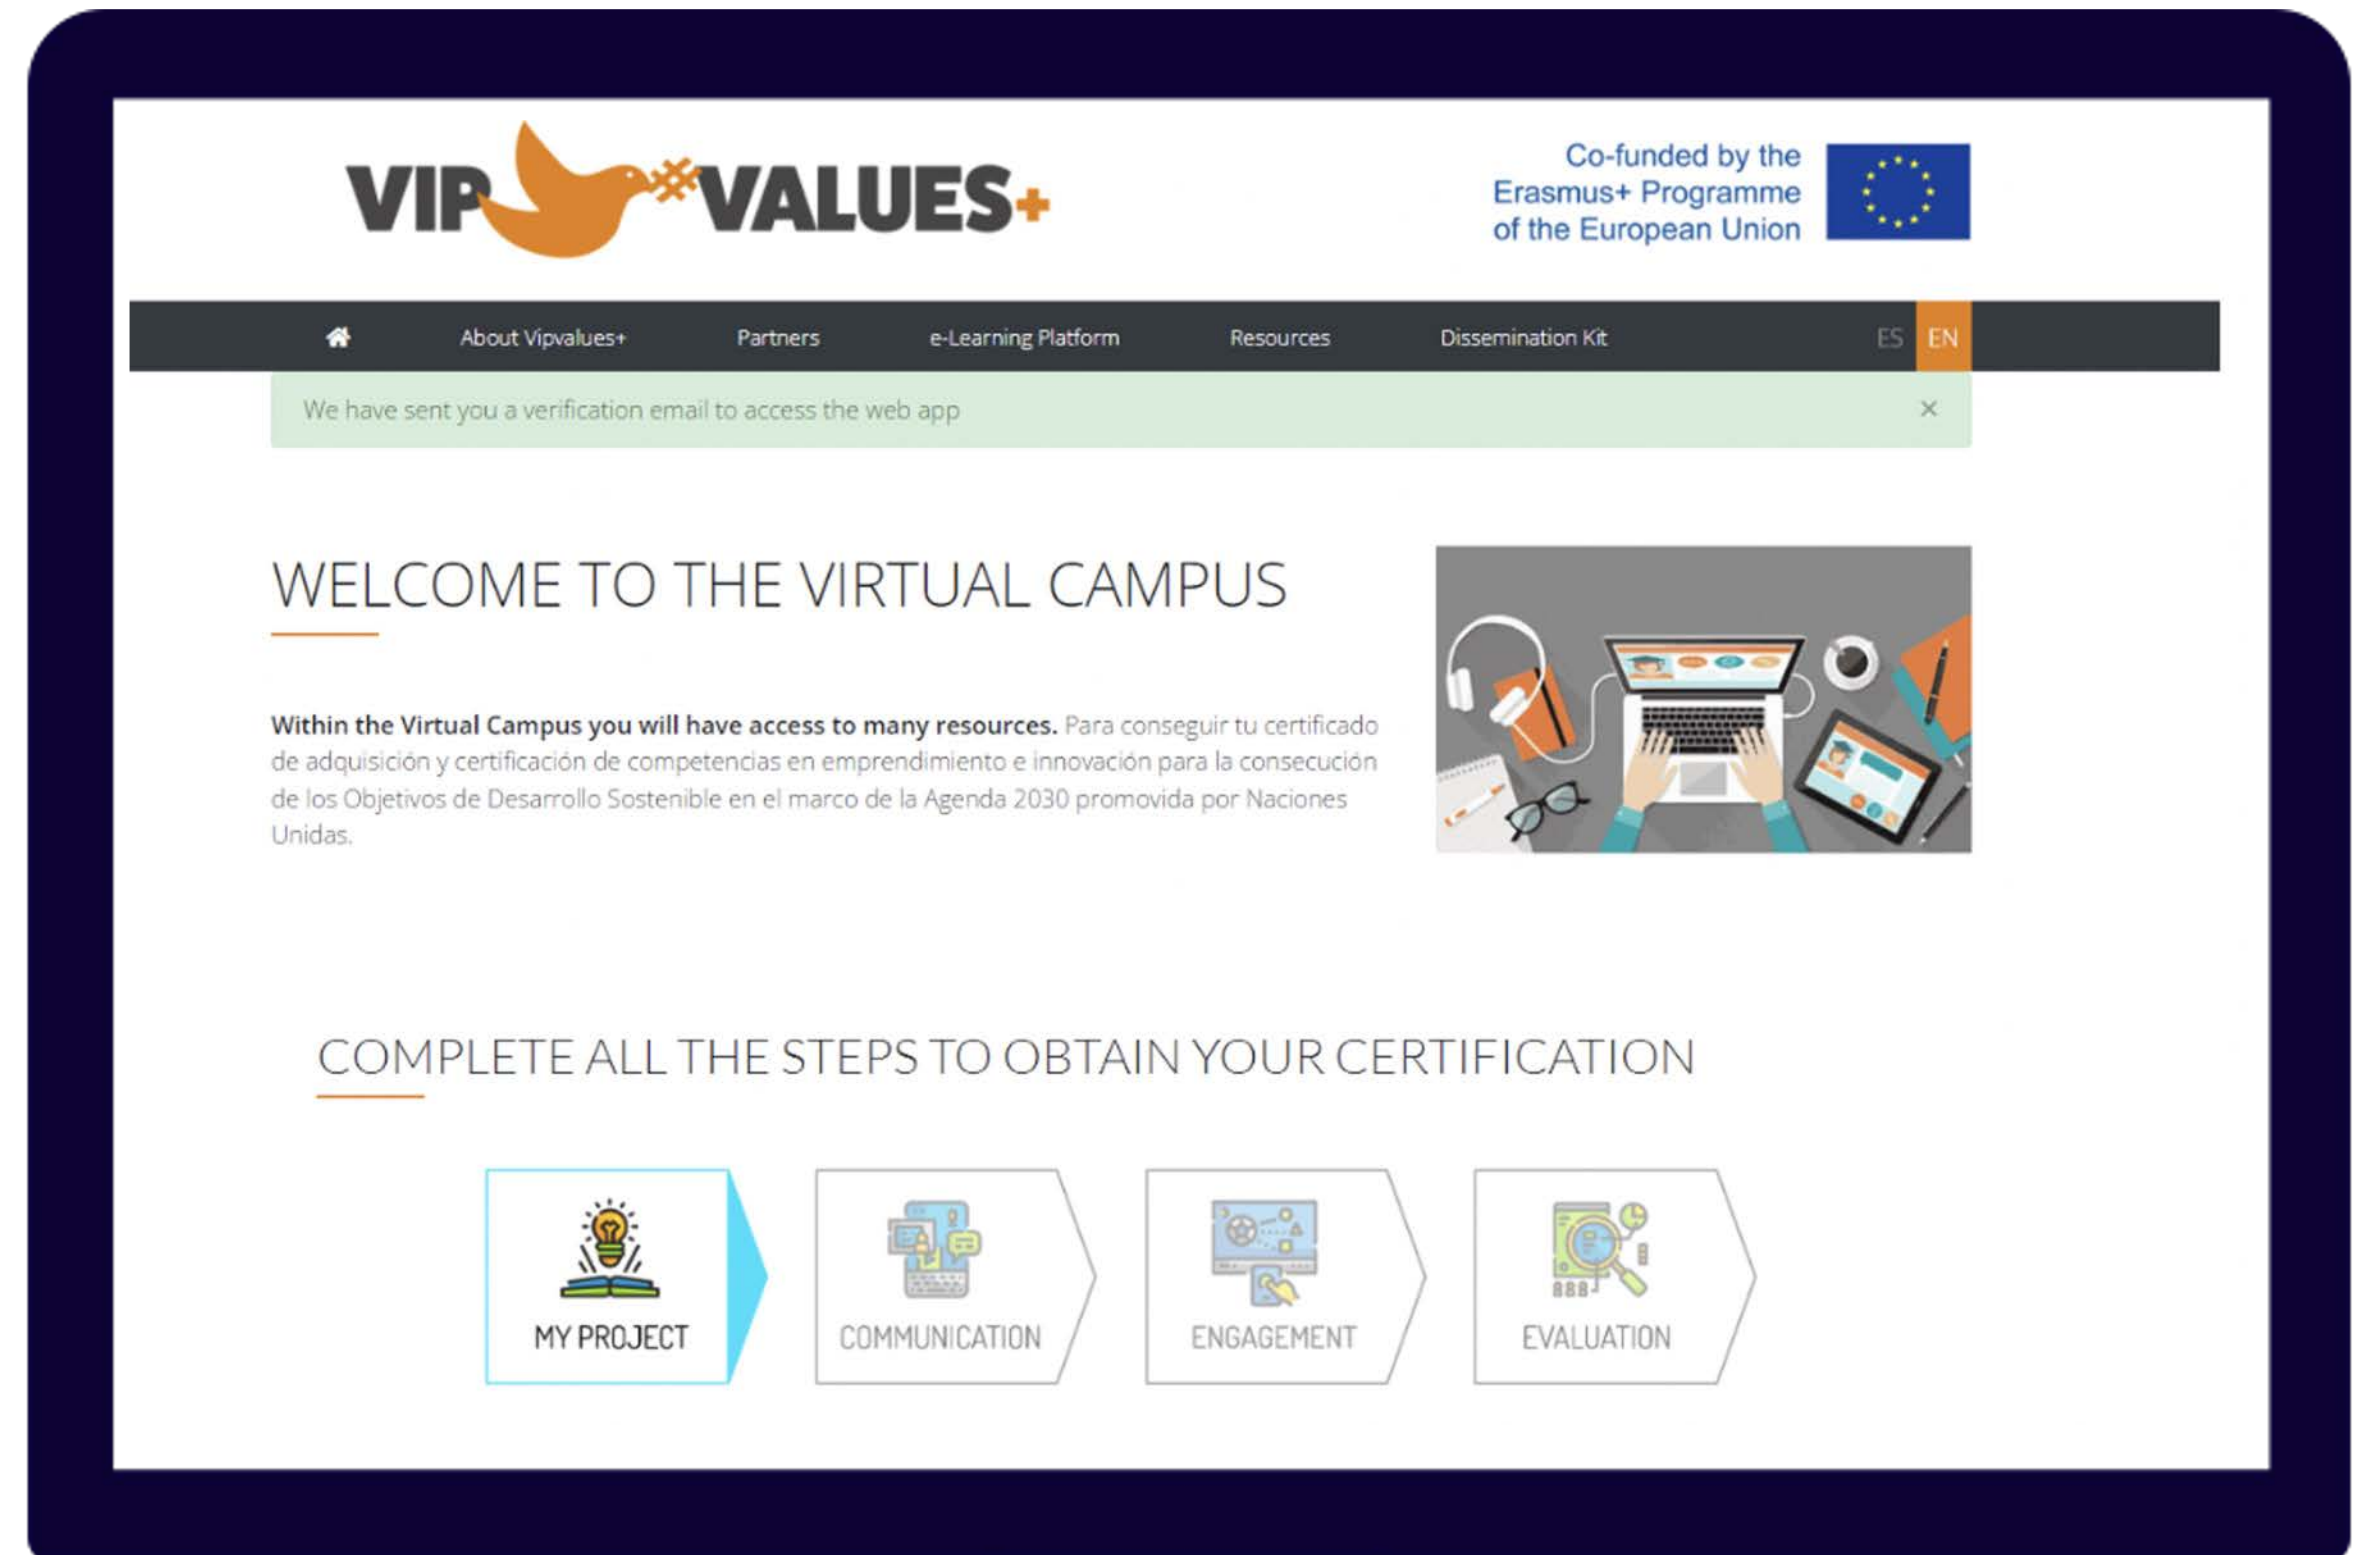 VIP VALUES+
Co-funded by the
Erasmus+ Programme
of the European Union
About Vipvalues+ Partners e-Learning Platform Resources Dissemination Kit ES EN
We have sent you a verification email to access the web app ×
WELCOME TO THE VIRTUAL CAMPUS
Within the Virtual Campus you will have access to many resources. Para conseguir tu certificado
de adquisición y certificación de competencias en emprendimiento e innovación para la consecución
de los Objetivos de Desarrollo Sostenible en el marco de la Agenda 2030 promovida por Naciones
Unidas.
COMPLETE ALL THE STEPS TO OBTAIN YOUR CERTIFICATION
MY PROJECT COMMUNICATION ENGAGEMENT EVALUATION